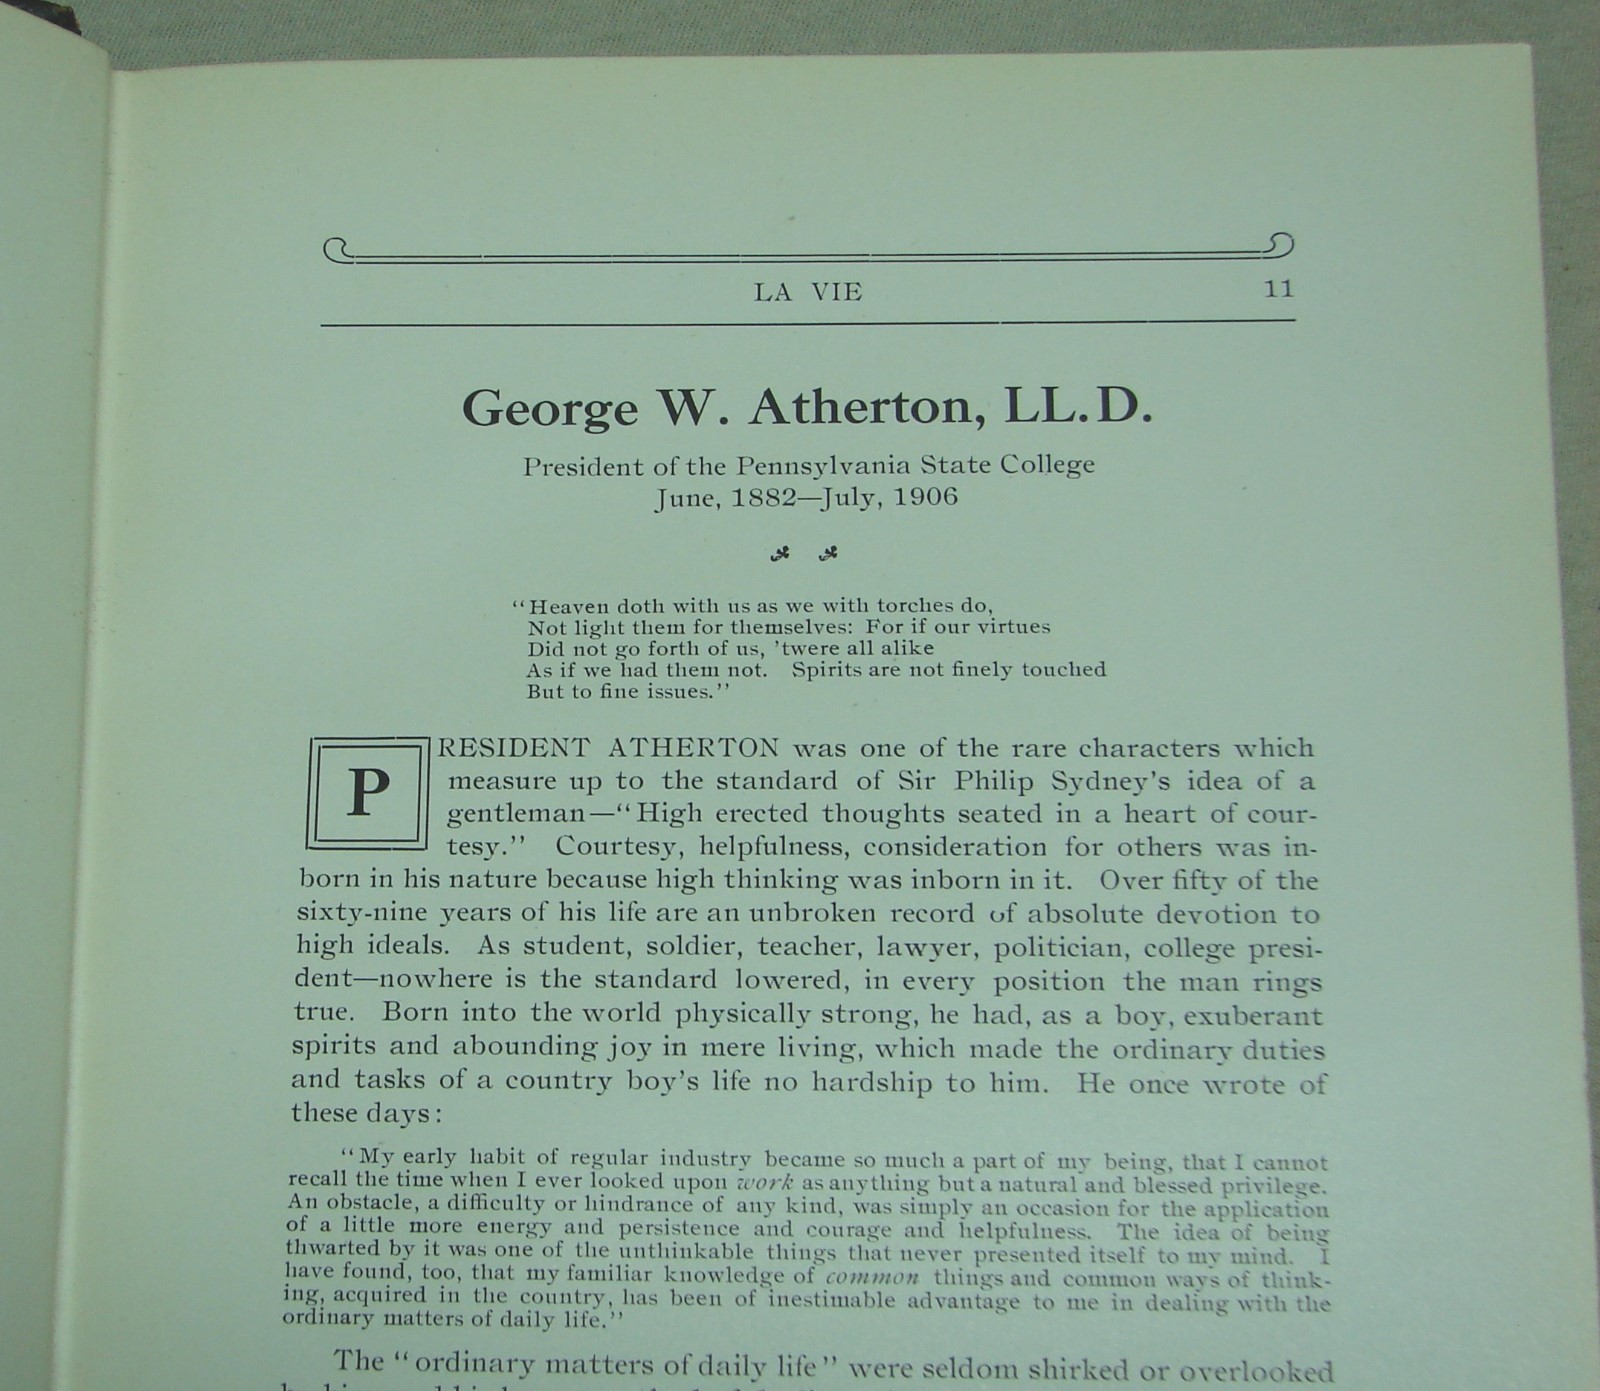 LA VIE 11
George W. Atherton, LL. D.
President of the Pennsylvania State College
June, 1882—July, 1906
“Heaven doth with us as we with torches do,
Not light them for themselves: For if our virtues
Did not go forth of us, ’twere all alike
As if we had them not. Spirits are not finely touched
But to fine issues.”
PRESIDENT ATHERTON was one of the rare characters which
measure up to the standard of Sir Philip Sydney’s idea of a
gentleman—“High erected thoughts seated in a heart of cour-
tesy.” Courtesy, helpfulness, consideration for others was in-
born in his nature because high thinking was inborn in it. Over fifty of the
sixty-nine years of his life are an unbroken record of absolute devotion to
high ideals. As student, soldier, teacher, lawyer, politician, college presi-
dent—nowhere is the standard lowered, in every position the man rings
true. Born into the world physically strong, he had, as a boy, exuberant
spirits and abounding joy in mere living, which made the ordinary duties
and tasks of a country boy’s life no hardship to him. He once wrote of
these days:
“My early habit of regular industry became so much a part of my being, that I cannot
recall the time when I ever looked upon work as anything but a natural and blessed privilege.
An obstacle, a difficulty or hindrance of any kind, was simply an occasion for the application
of a little more energy and persistence and courage and helpfulness. The idea of being
thwarted by it was one of the unthinkable things that never presented itself to my mind. I
have found, too, that my familiar knowledge of common things and common ways of think-
ing, acquired in the country, has been of inestimable advantage to me in dealing with the
ordinary matters of daily life.”
The “ordinary matters of daily life” were seldom shirked or overlooked